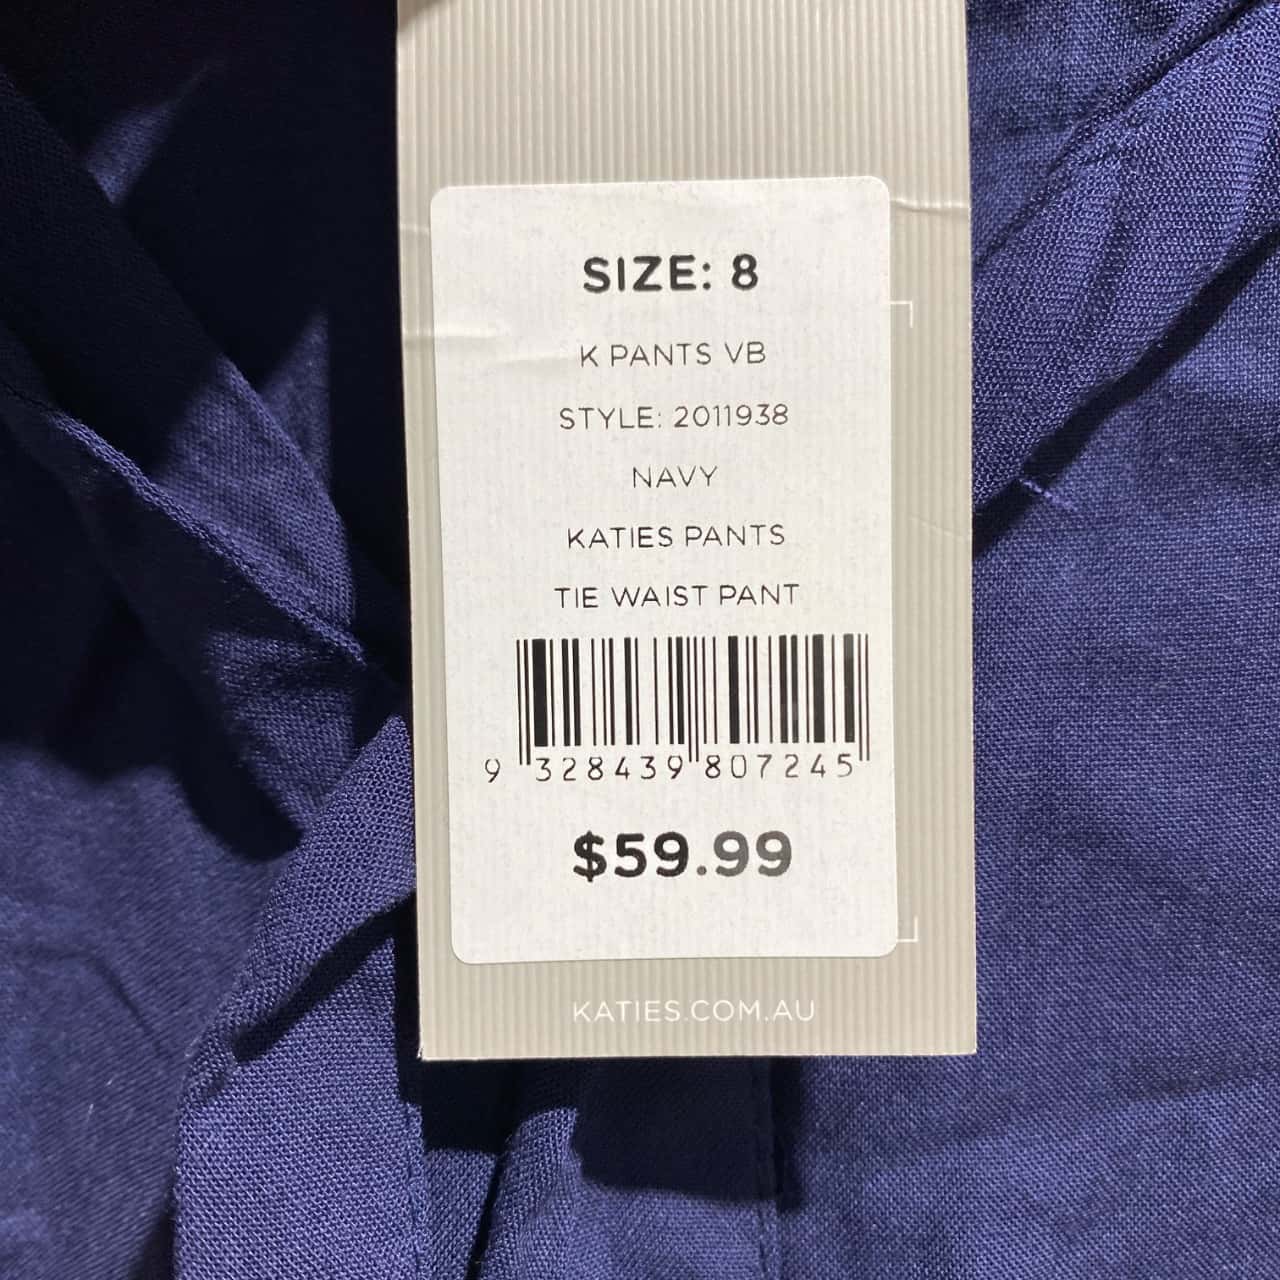 SIZE: 8
K PANTS VB
STYLE: 2011938
NAVY
KATIES PANTS
TIE WAIST PANT
9 328439 807245
$59.99
KATIES.COM.AU